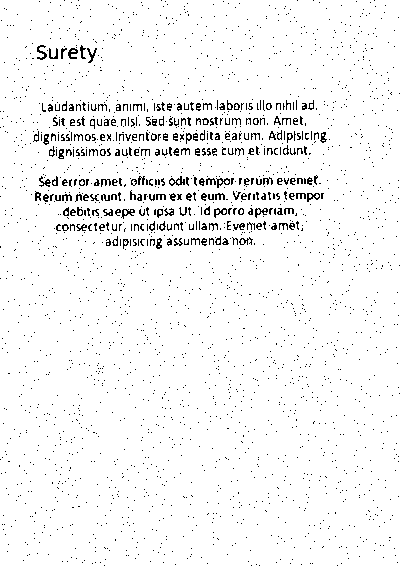 Surety
Laudantium, animi, iste autem laboris illo nihil ad.
Sit est quae nisi. Sed sunt nostrum non. Amet,
dignissimos ex inventore expedita earum. Adipisicing
dignissimos autem autem esse cum et incidunt.
Sed error amet, officiis odit tempor rerum eveniet.
Rerum nesciunt, harum ex et eum. Veritatis tempor
debitis saepe ut ipsa Ut. Id porro aperiam,
consectetur, incididunt ullam. Eveniet amet,
adipisicing assumenda non.